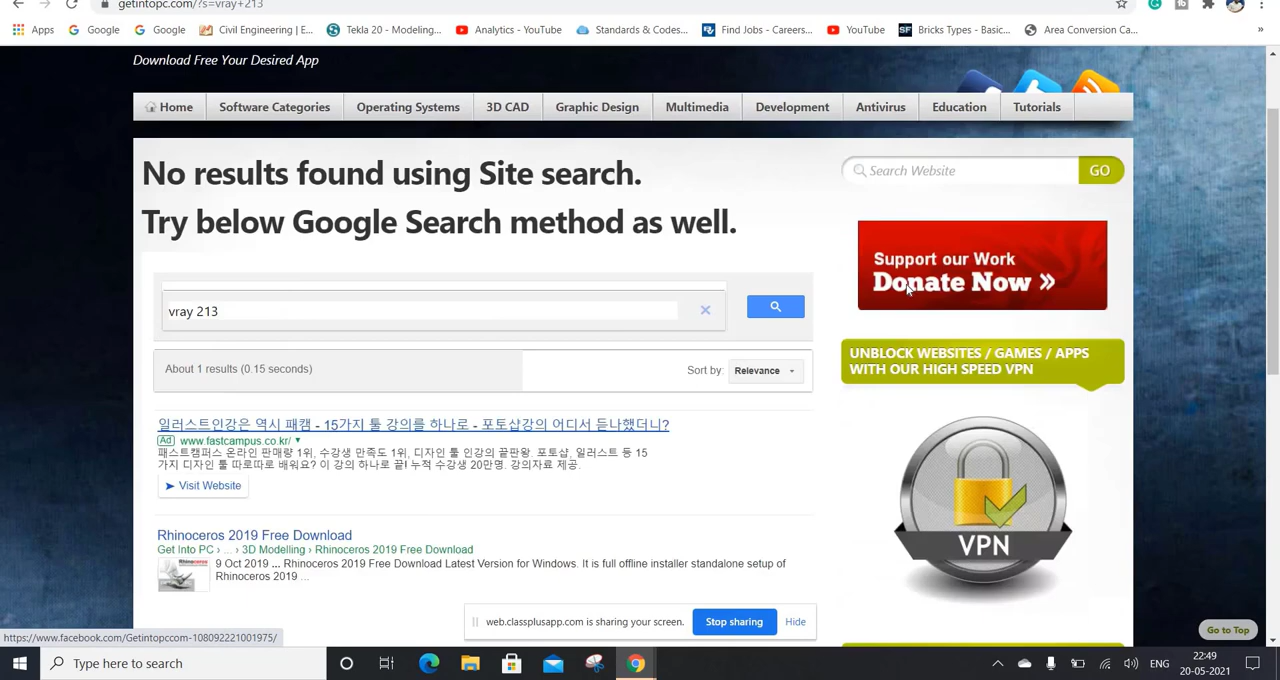 getintopc.com/?s=vray+213
Apps Google Google Civil Engineering | E... Tekla 20 - Modeling... Analytics - YouTube Standards & Codes... Find Jobs - Careers... YouTube Bricks Types - Basic... Area Conversion Ca... »
Download Free Your Desired App
Home Software Categories Operating Systems 3D CAD Graphic Design Multimedia Development Antivirus Education Tutorials
No results found using Site search.
Try below Google Search method as well.
Search Website GO
Support our Work
Donate Now »
vray 213
UNBLOCK WEBSITES / GAMES / APPS
WITH OUR HIGH SPEED VPN
About 1 results (0.15 seconds) Sort by: Relevance
VPN
일러스트인강은 역시 패캠 - 15가지 툴 강의를 하나로 - 포토샵강의 어디서 듣나했더니?
Ad www.fastcampus.co.kr/
패스트캠퍼스 온라인 판매량 1위, 수강생 만족도 1위, 디자인 툴 인강의 끝판왕. 포토샵, 일러스트 등 15
가지 디자인 툴 따로따로 배워요? 이 강의 하나로 끝! 누적 수강생 20만명. 강의자료 제공.
Visit Website
Rhinoceros 2019 Free Download
Get Into PC › ... › 3D Modelling › Rhinoceros 2019 Free Download
9 Oct 2019 ... Rhinoceros 2019 Free Download Latest Version for Windows. It is full offline installer standalone setup of
Rhinoceros 2019 ...
web.classplusapp.com is sharing your screen. Stop sharing Hide
Go to Top
https://www.facebook.com/Getintopccom-108092221001975/
Type here to search
ENG
22:49
20-05-2021